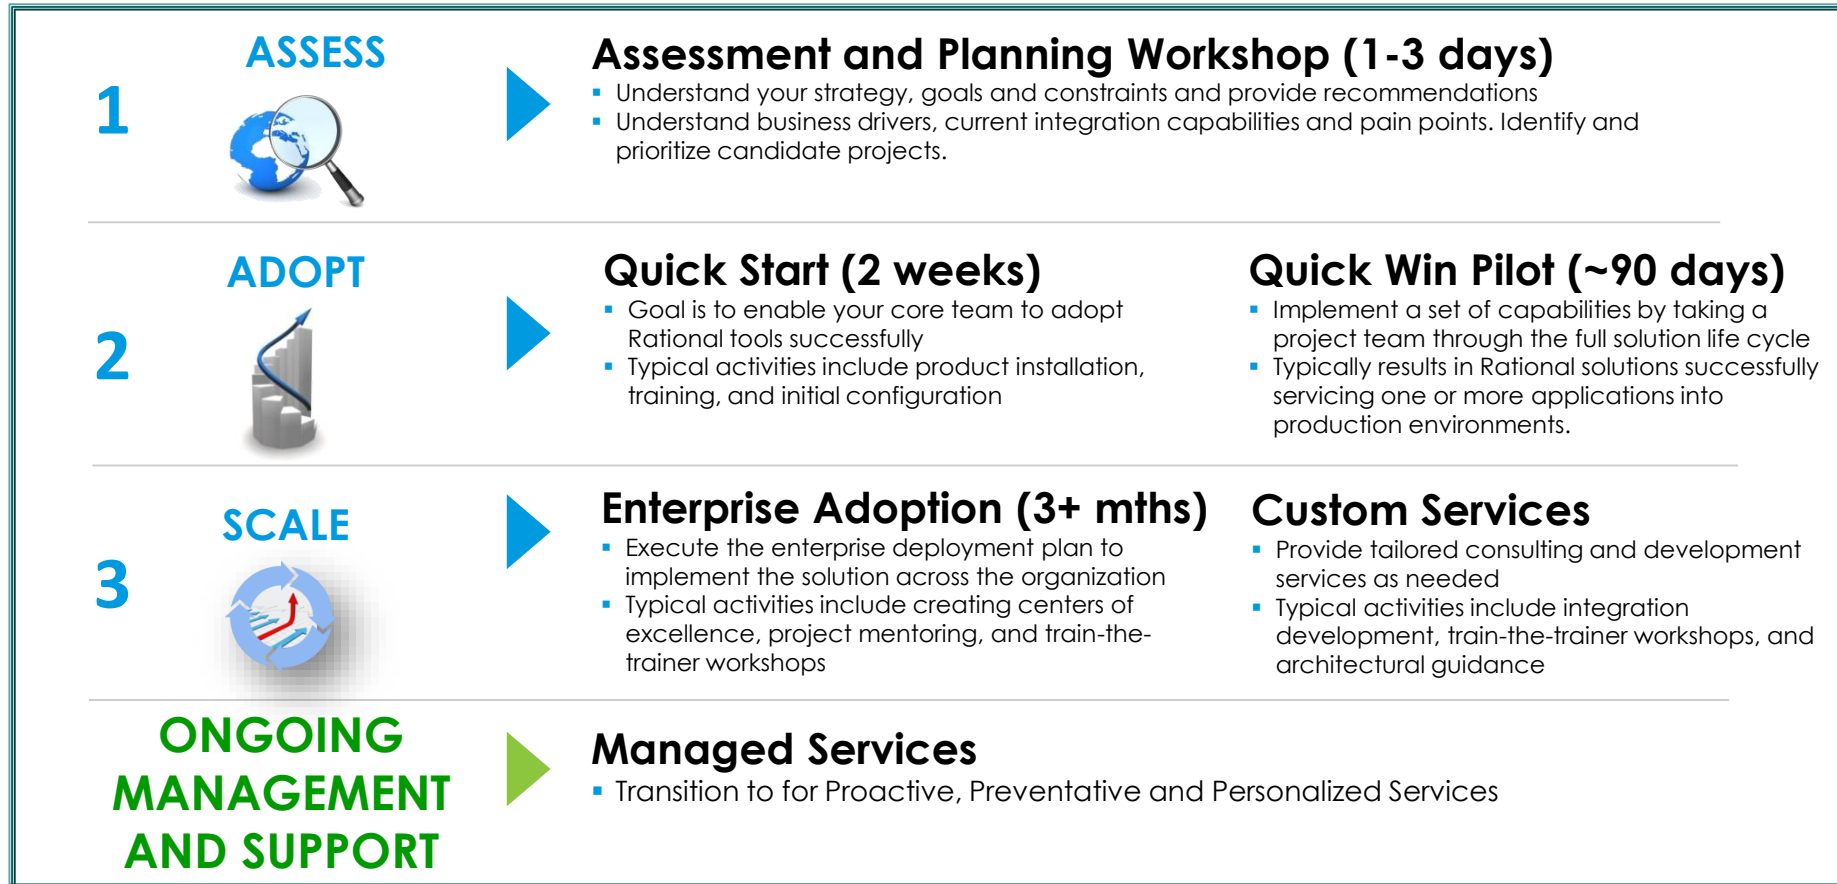 1
ASSESS
Assessment and Planning Workshop (1-3 days)
▪ Understand your strategy, goals and constraints and provide recommendations
▪ Understand business drivers, current integration capabilities and pain points. Identify and
prioritize candidate projects.
2
ADOPT
Quick Start (2 weeks)
▪ Goal is to enable your core team to adopt
Rational tools successfully
▪ Typical activities include product installation,
training, and initial configuration
Quick Win Pilot (~90 days)
▪ Implement a set of capabilities by taking a
project team through the full solution life cycle
▪ Typically results in Rational solutions successfully
servicing one or more applications into
production environments.
3
SCALE
Enterprise Adoption (3+ mths)
▪ Execute the enterprise deployment plan to
implement the solution across the organization
▪ Typical activities include creating centers of
excellence, project mentoring, and train-the-
trainer workshops
Custom Services
▪ Provide tailored consulting and development
services as needed
▪ Typical activities include integration
development, train-the-trainer workshops, and
architectural guidance
ONGOING
MANAGEMENT
AND SUPPORT
Managed Services
▪ Transition to for Proactive, Preventative and Personalized Services